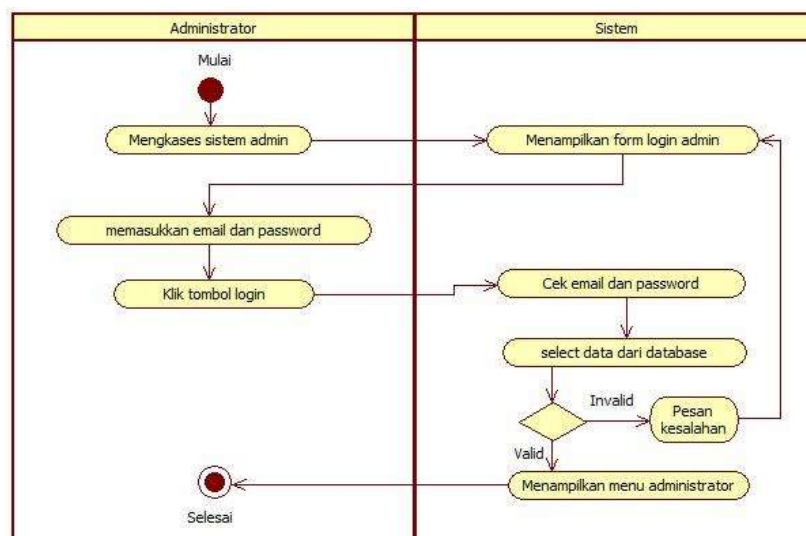 Administrator
Sistem
Mulai
Mengkases sistem admin
Menampilkan form login admin
memasukkan email dan password
Klik tombol login
Cek email dan password
select data dari database
Invalid
Pesan
kesalahan
Valid
Menampilkan menu administrator
Selesai